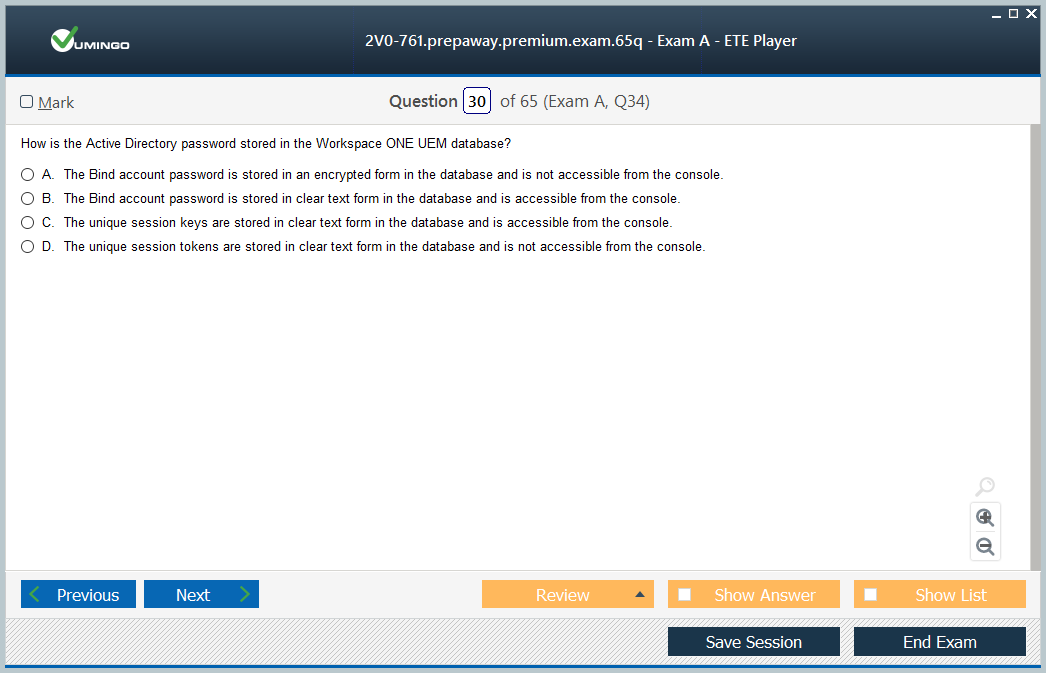 VUMINGO
2V0-761.prepaway.premium.exam.65q - Exam A - ETE Player
Mark
Question 30 of 65 (Exam A, Q34)
How is the Active Directory password stored in the Workspace ONE UEM database?
A. The Bind account password is stored in an encrypted form in the database and is not accessible from the console.
B. The Bind account password is stored in clear text form in the database and is accessible from the console.
C. The unique session keys are stored in clear text form in the database and is accessible from the console.
D. The unique session tokens are stored in clear text form in the database and is not accessible from the console.
Previous Next Review Show Answer Show List
Save Session End Exam